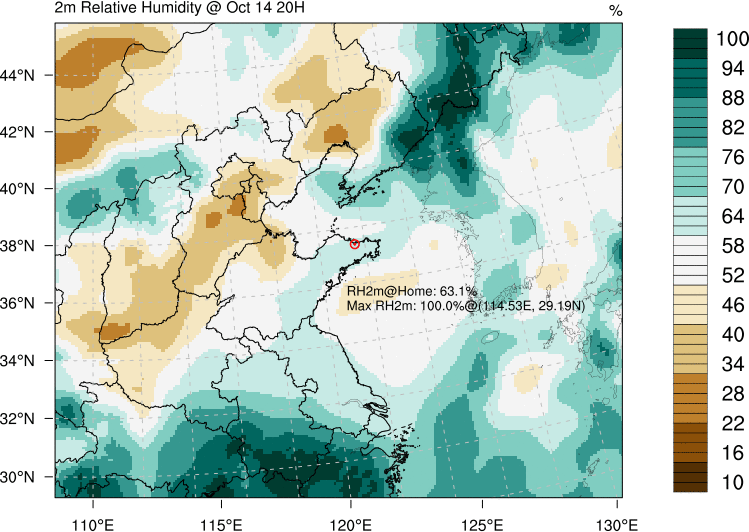 2m Relative Humidity @ Oct 14 20H
%
44°N
42°N
40°N
38°N
36°N
34°N
32°N
30°N
110°E
115°E
120°E
125°E
130°E
RH2m@Home: 63.1%
Max RH2m: 100.0%@(114.53E, 29.19N)
100
94
88
82
76
70
64
58
52
46
40
34
28
22
16
10